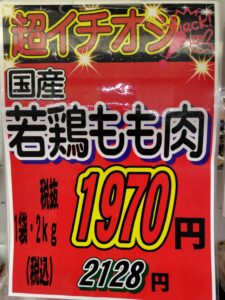 超イチオシ
国産
若鶏もも肉
税抜
1袋・2kg
1970円
(税込)
2128円